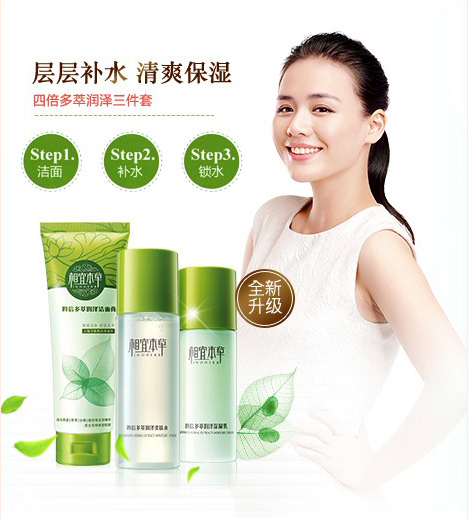 层层补水 清爽保湿
四倍多萃润泽三件套
Step1.
洁面
Step2.
补水
Step3.
锁水
全新
升级
相宜本草
INOHERB
四倍多萃润泽洁面膏
相宜本草
INOHERB
四倍多萃润泽柔肤水
相宜本草
INOHERB
四倍多萃润泽保凝乳